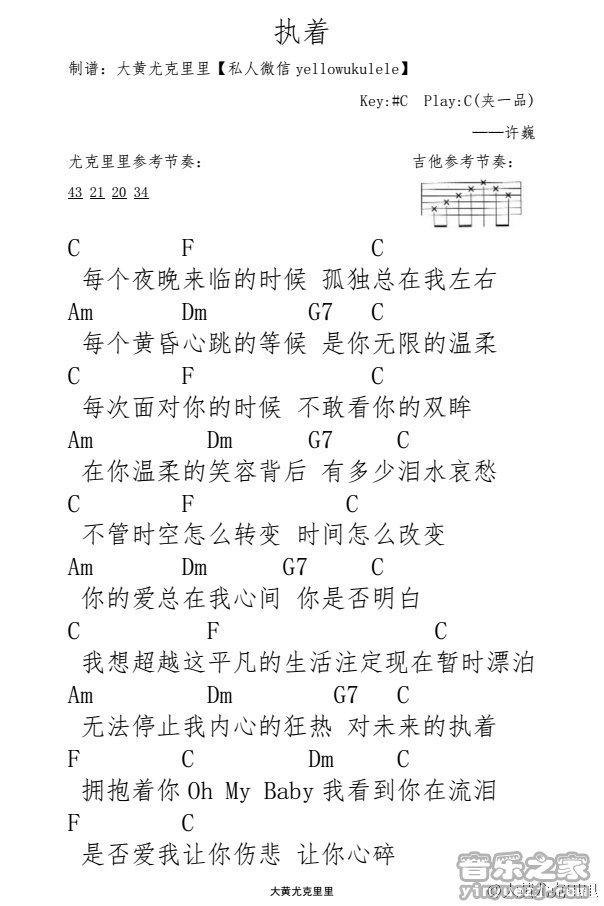 执着
制谱：大黄尤克里里【私人微信 yellowukulele】
Key:#C Play:C(夹一品)
——许巍
尤克里里参考节奏： 吉他参考节奏：
43 21 20 34
C F C
每个夜晚来临的时候 孤独总在我左右
Am Dm G7 C
每个黄昏心跳的等候 是你无限的温柔
C F C
每次面对你的时候 不敢看你的双眸
Am Dm G7 C
在你温柔的笑容背后 有多少泪水哀愁
C F C
不管时空怎么转变 时间怎么改变
Am Dm G7 C
你的爱总在我心间 你是否明白
C F C
我想超越这平凡的生活注定现在暂时漂泊
Am Dm G7 C
无法停止我内心的狂热 对未来的执着
F C Dm C
拥抱着你 Oh My Baby 我看到你在流泪
F C
是否爱我让你伤悲 让你心碎
大黄尤克里里
音乐之家
@大黄尤克里里